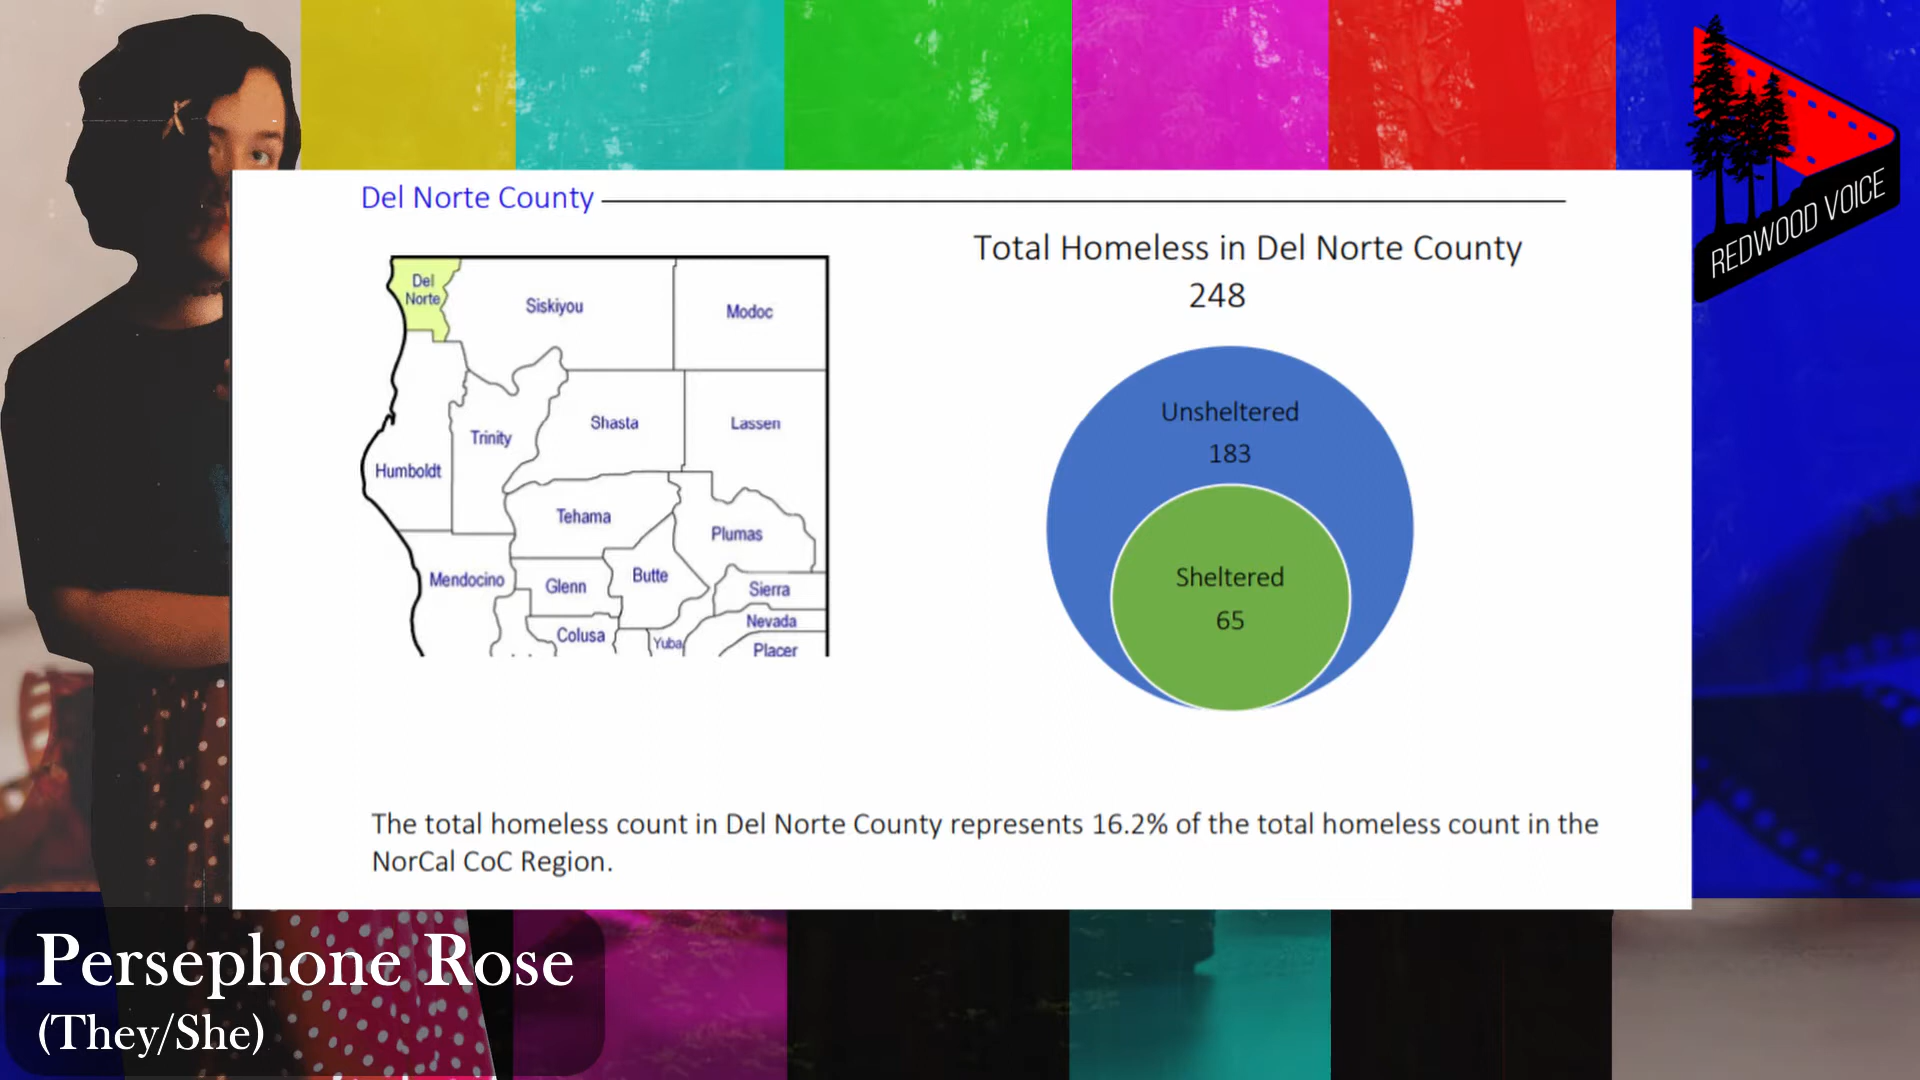 REDWOOD VOICE
Del Norte County
Total Homeless in Del Norte County
248
Del
Norte
Siskiyou
Modoc
Trinity
Shasta
Lassen
Humboldt
Tehama
Plumas
Mendocino
Glenn
Butte
Sierra
Colusa
Yuba
Nevada
Placer
Unsheltered
183
Sheltered
65
The total homeless count in Del Norte County represents 16.2% of the total homeless count in the
NorCal CoC Region.
Persephone Rose
(They/She)